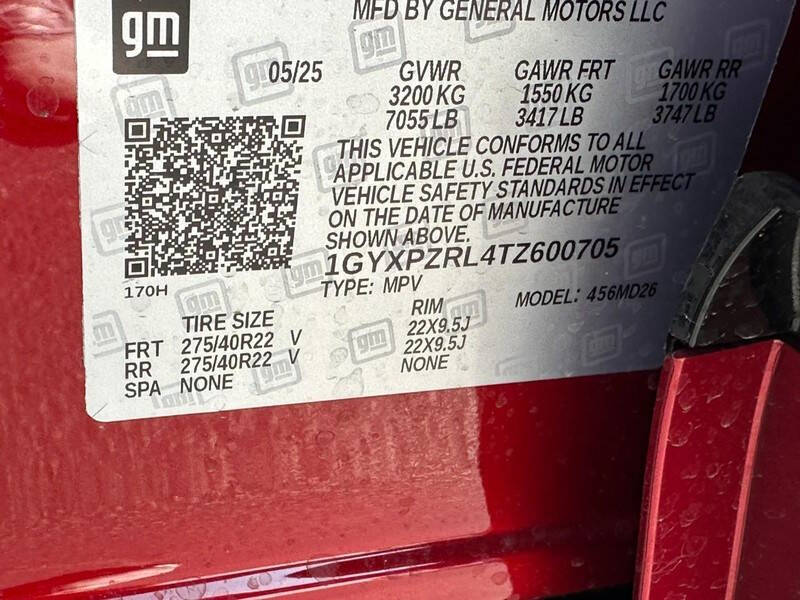 gm
MFD BY GENERAL MOTORS LLC
05/25 GVWR GAWR FRT GAWR RR
3200 KG 1550 KG 1700 KG
7055 LB 3417 LB 3747 LB
THIS VEHICLE CONFORMS TO ALL
APPLICABLE U.S. FEDERAL MOTOR
VEHICLE SAFETY STANDARDS IN EFFECT
ON THE DATE OF MANUFACTURE
SHOWN ABOVE.
1GYXPZRL4TZ600705
170H TYPE: MPV MODEL: 456MD26
TIRE SIZE RIM
FRT 275/40R22 V 22X9.5J
RR 275/40R22 V 22X9.5J
SPA NONE NONE